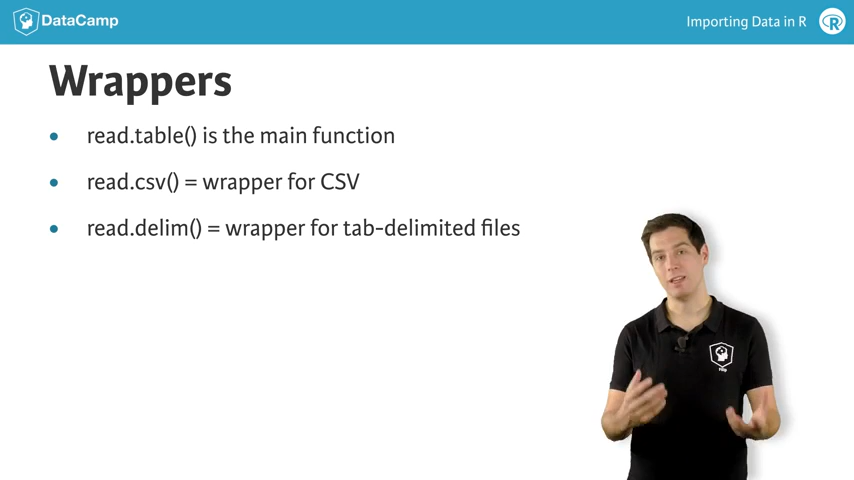 DataCamp
Importing Data in R
R
Wrappers
• read.table() is the main function
• read.csv() = wrapper for CSV
• read.delim() = wrapper for tab-delimited files